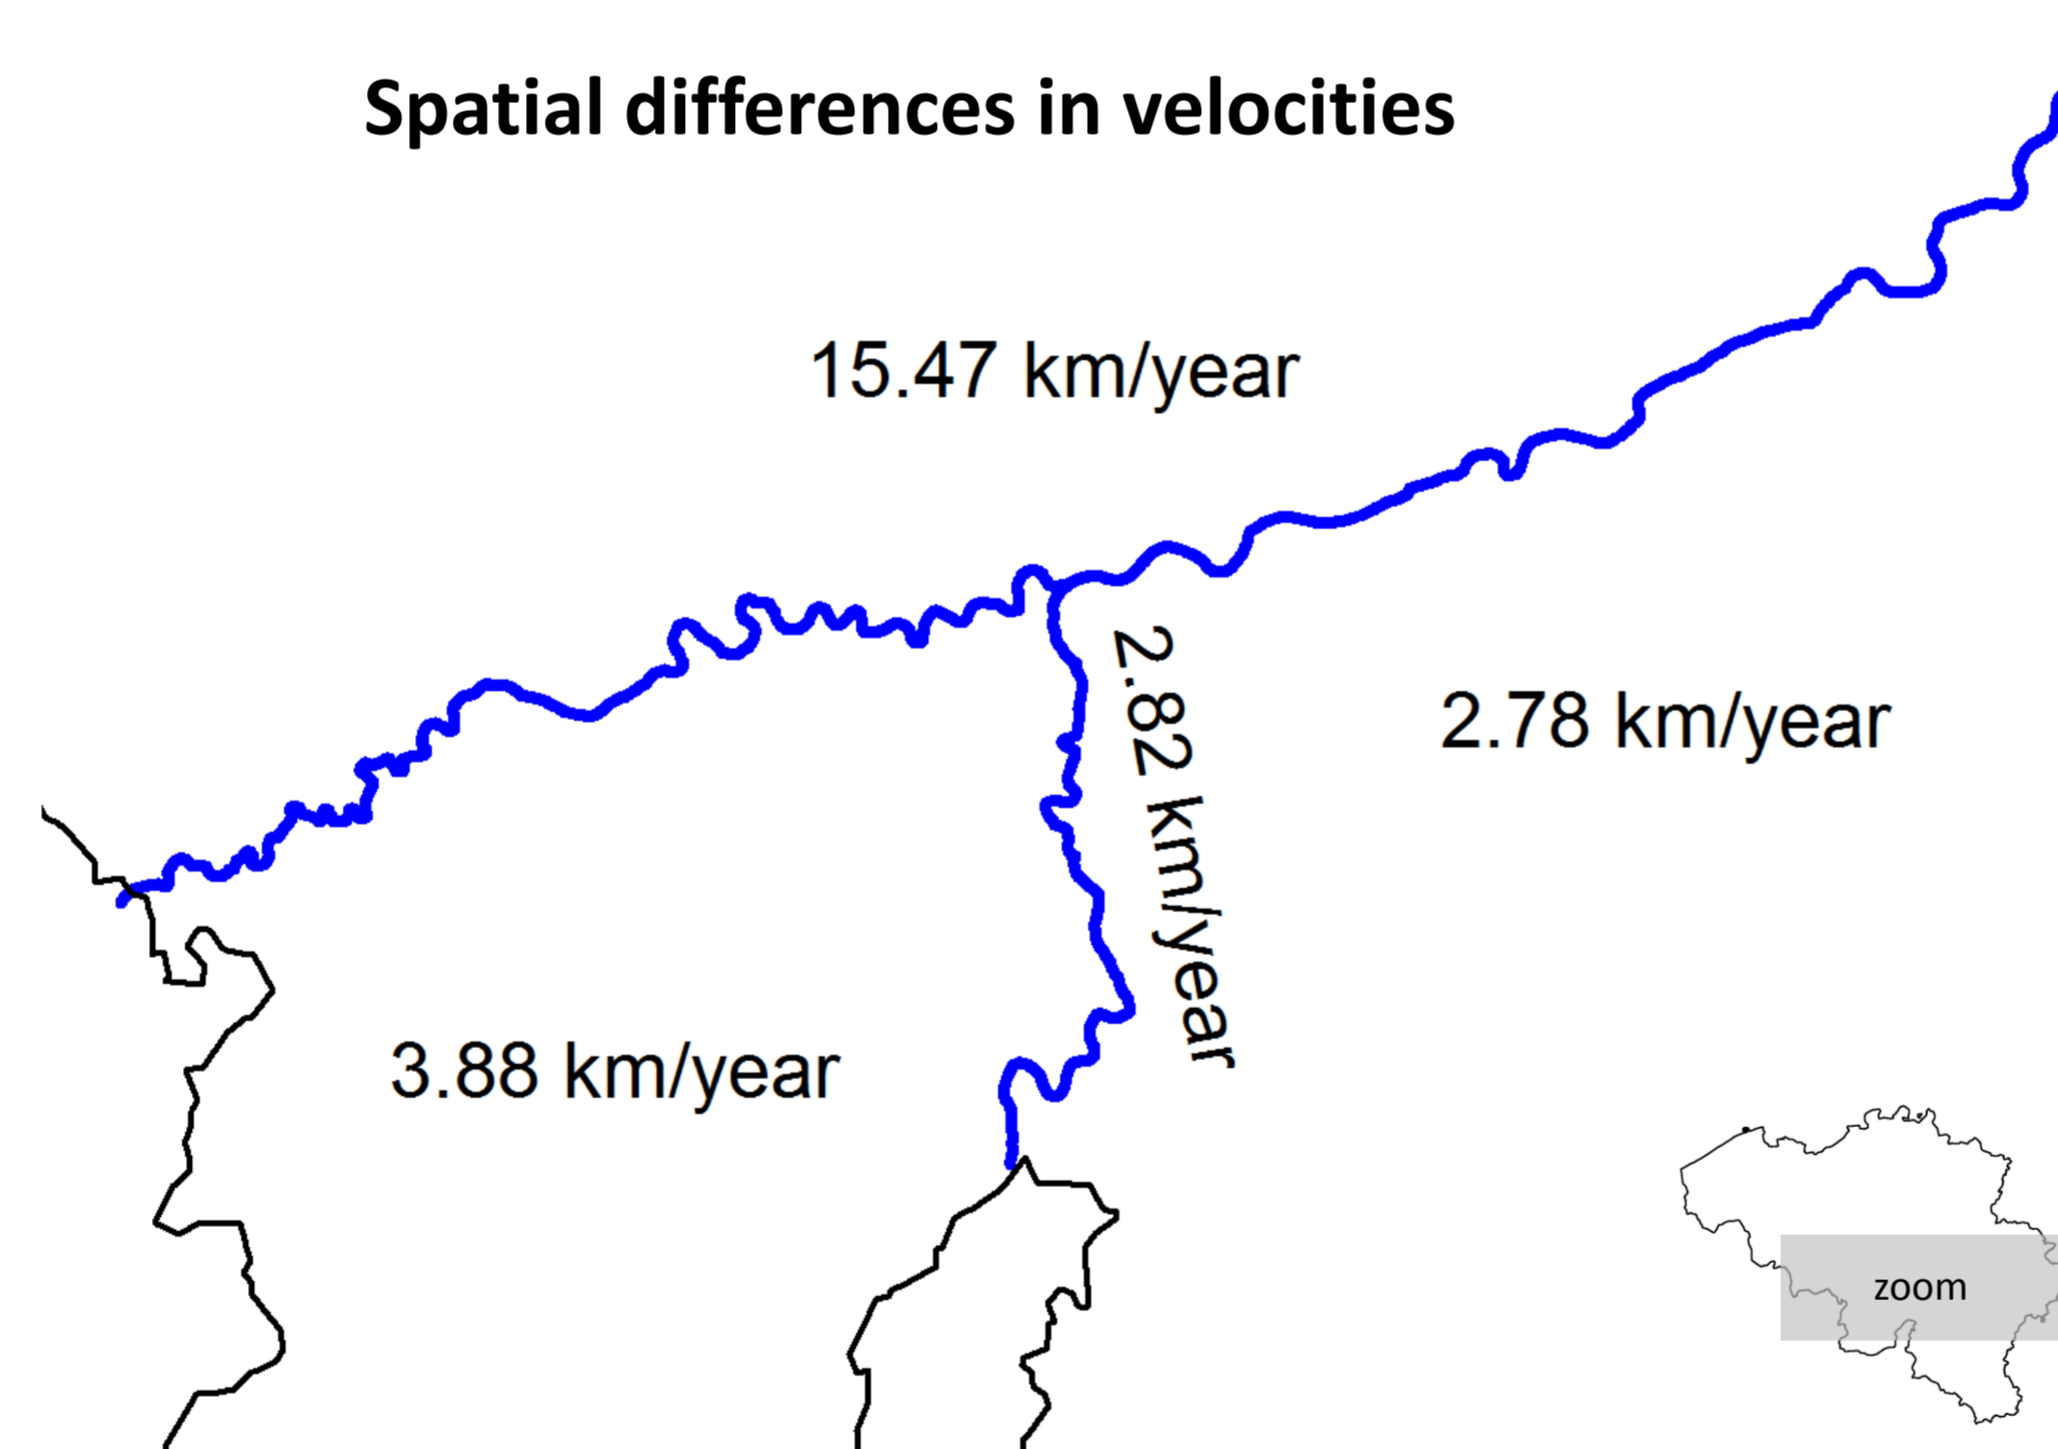 Spatial differences in velocities
15.47 km/year
2.82 km/year
2.78 km/year
3.88 km/year
zoom